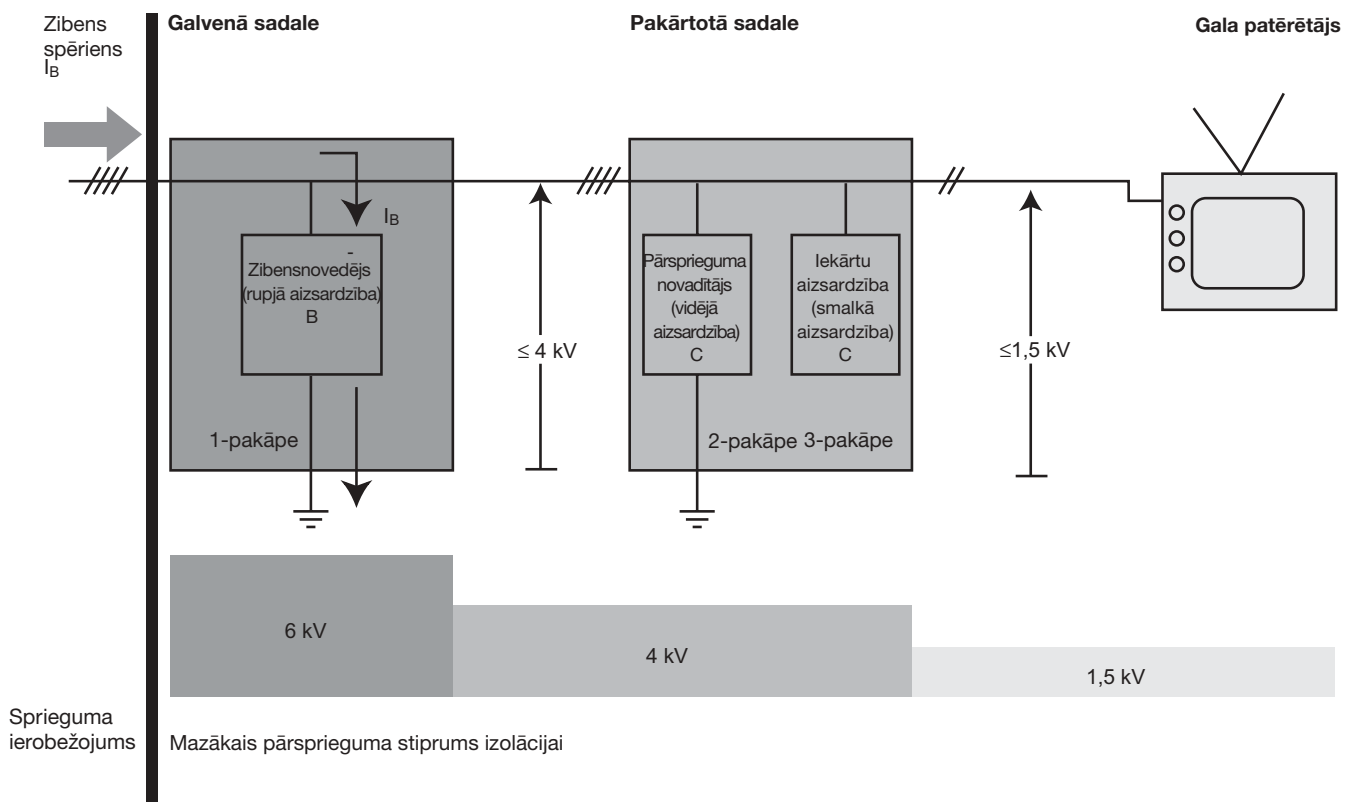 Zibens
spēriens
IB
Galvenā sadale
Pakārtotā sadale
Gala patērētājs
IB
-
Zibensnovedējs
(rupjā aizsardzība)
B
1-pakāpe
≤ 4 kV
Pārsprieguma
novadītājs
(vidējā
aizsardzība)
C
Iekārtu
aizsardzība
(smalkā
aizsardzība)
C
2-pakāpe 3-pakāpe
≤1,5 kV
6 kV
4 kV
1,5 kV
Sprieguma
ierobežojums
Mazākais pārsprieguma stiprums izolācijai